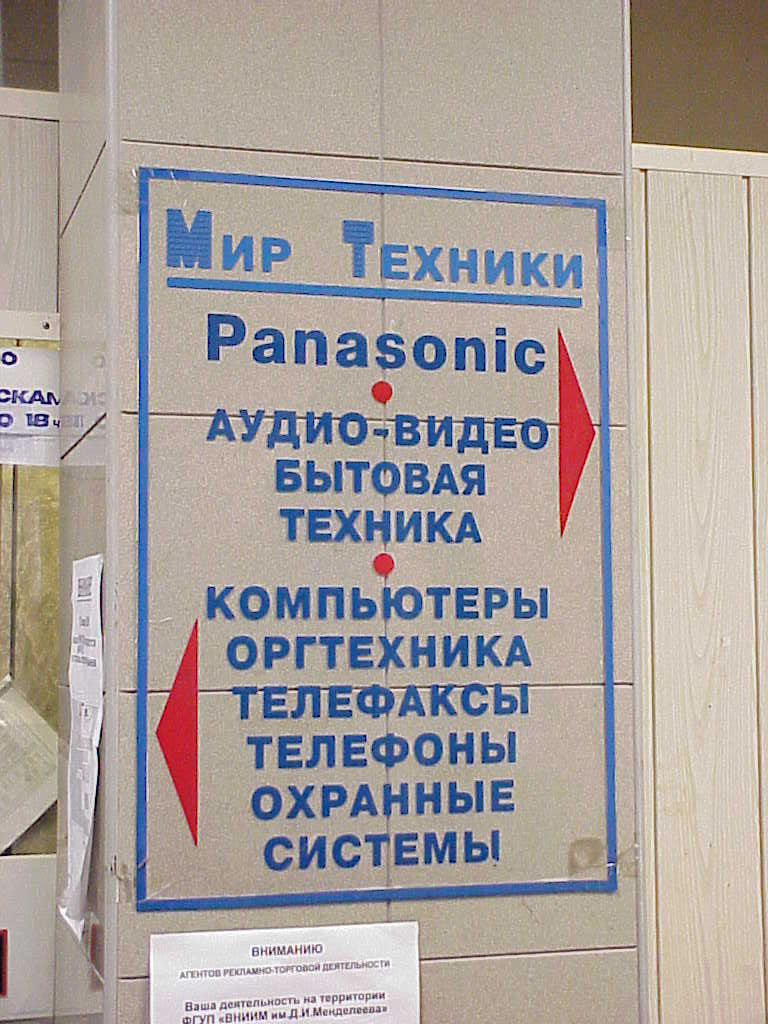 Мир Техники
Panasonic
АУДИО-ВИДЕО
БЫТОВАЯ
ТЕХНИКА
КОМПЬЮТЕРЫ
ОРГТЕХНИКА
ТЕЛЕФАКСЫ
ТЕЛЕФОНЫ
ОХРАННЫЕ
СИСТЕМЫ
ВНИМАНИЮ
АГЕНТОВ РЕКЛАМНО-ТОРГОВОЙ ДЕЯТЕЛЬНОСТИ
Ваша деятельность на территории
ФГУП «ВНИИМ им.Д.И.Менделеева»
18